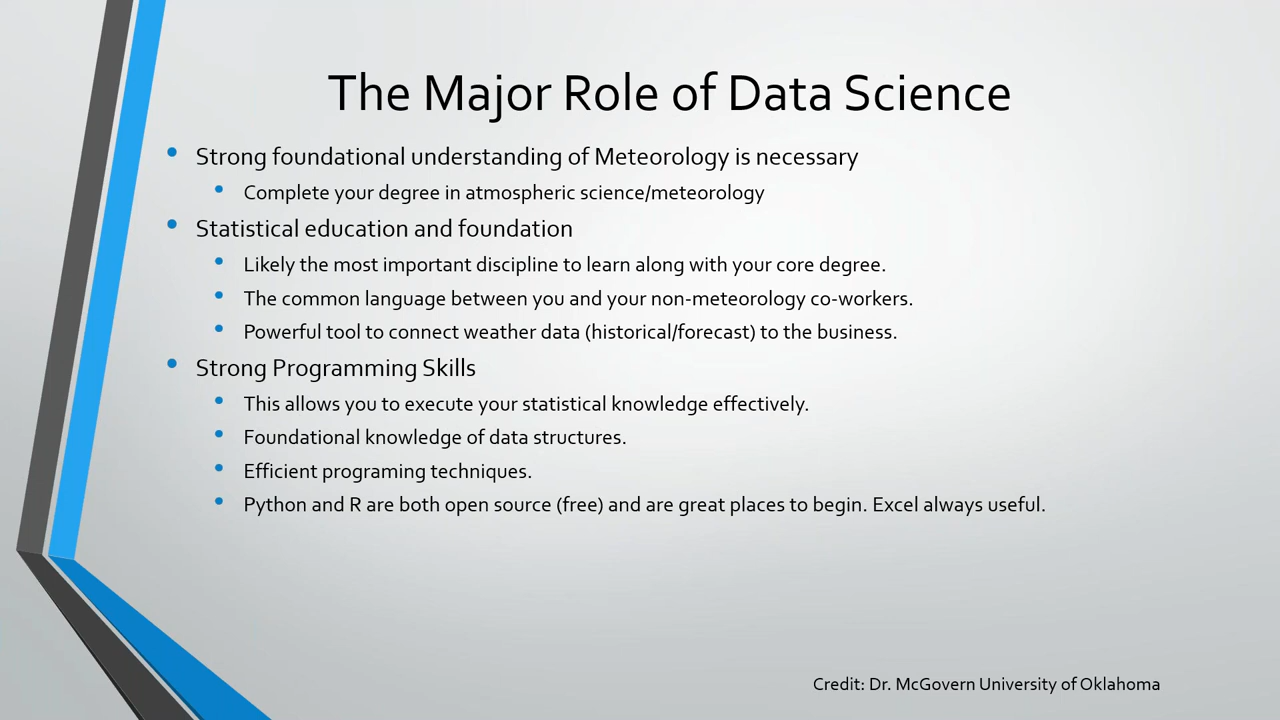 The Major Role of Data Science
Strong foundational understanding of Meteorology is necessary
Complete your degree in atmospheric science/meteorology
Statistical education and foundation
Likely the most important discipline to learn along with your core degree.
The common language between you and your non-meteorology co-workers.
Powerful tool to connect weather data (historical/forecast) to the business.
Strong Programming Skills
This allows you to execute your statistical knowledge effectively.
Foundational knowledge of data structures.
Efficient programing techniques.
Python and R are both open source (free) and are great places to begin. Excel always useful.
Credit: Dr. McGovern University of Oklahoma